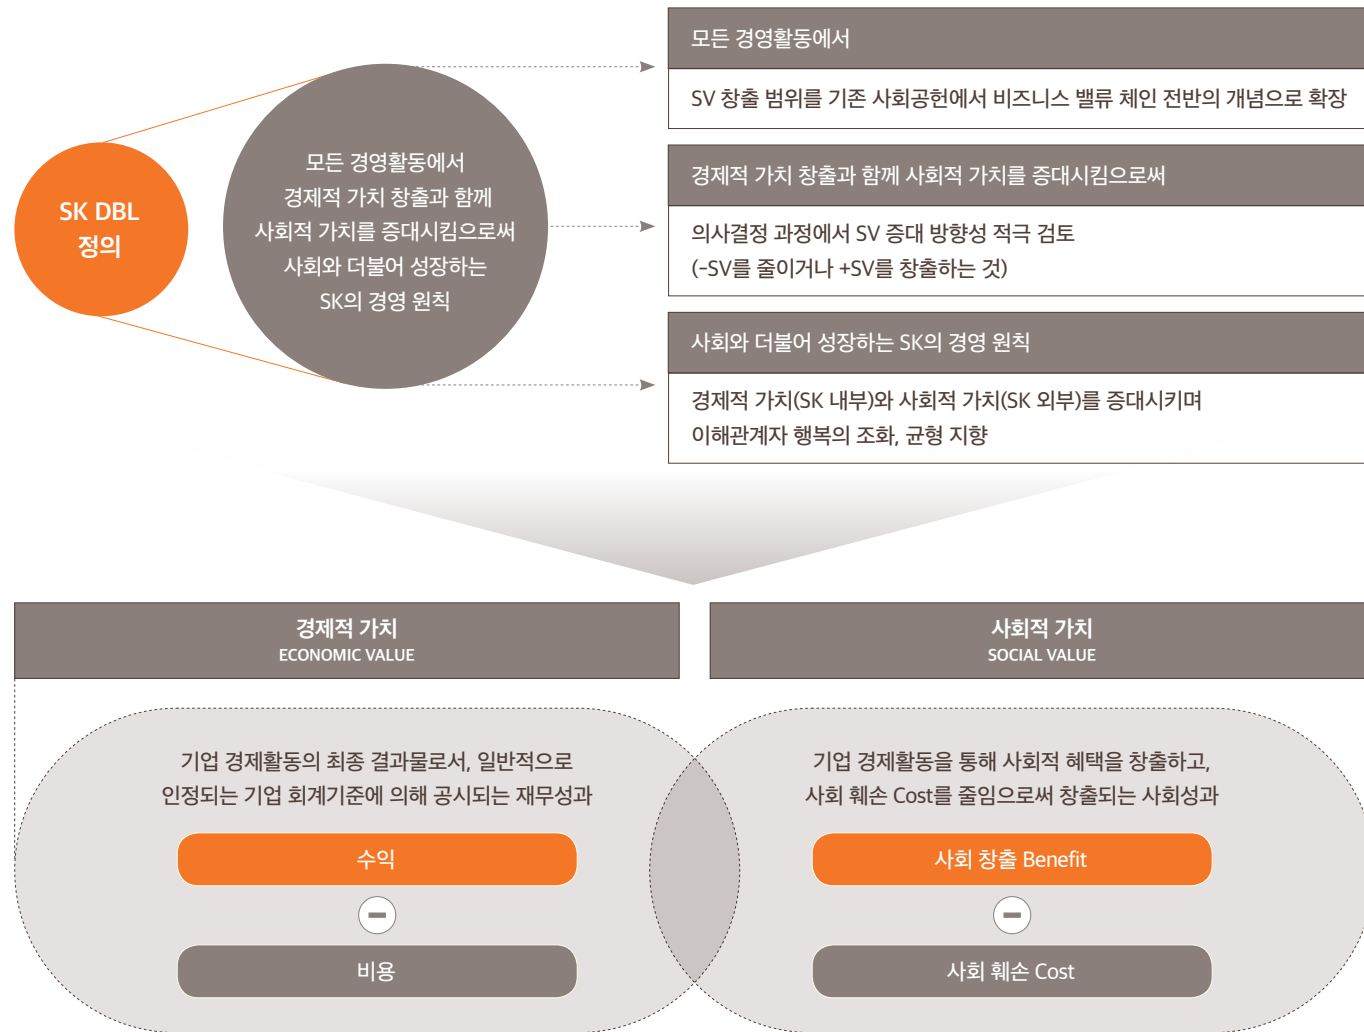 SK DBL
정의
모든 경영활동에서
경제적 가치 창출과 함께
사회적 가치를 증대시킴으로써
사회와 더불어 성장하는
SK의 경영 원칙
모든 경영활동에서
SV 창출 범위를 기존 사회공헌에서 비즈니스 밸류 체인 전반의 개념으로 확장
경제적 가치 창출과 함께 사회적 가치를 증대시킴으로써
의사결정 과정에서 SV 증대 방향성 적극 검토
(-SV를 줄이거나 +SV를 창출하는 것)
사회와 더불어 성장하는 SK의 경영 원칙
경제적 가치(SK 내부)와 사회적 가치(SK 외부)를 증대시키며
이해관계자 행복의 조화, 균형 지향
경제적 가치
ECONOMIC VALUE
기업 경제활동의 최종 결과물로서, 일반적으로
인정되는 기업 회계기준에 의해 공시되는 재무성과
수익
비용
사회적 가치
SOCIAL VALUE
기업 경제활동을 통해 사회적 혜택을 창출하고,
사회 훼손 Cost를 줄임으로써 창출되는 사회성과
사회 창출 Benefit
사회 훼손 Cost